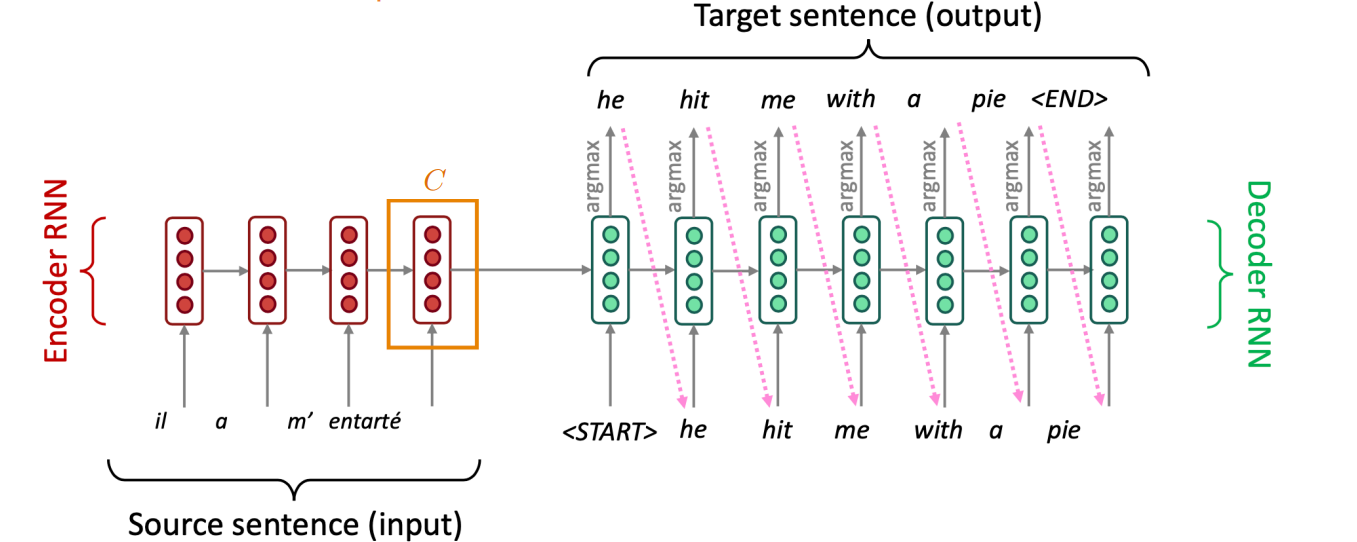 Target sentence (output)
he hit me with a pie <END>
argmax argmax argmax argmax argmax argmax argmax
C
Encoder RNN
Decoder RNN
il a m’ entarté
<START> he hit me with a pie
Source sentence (input)